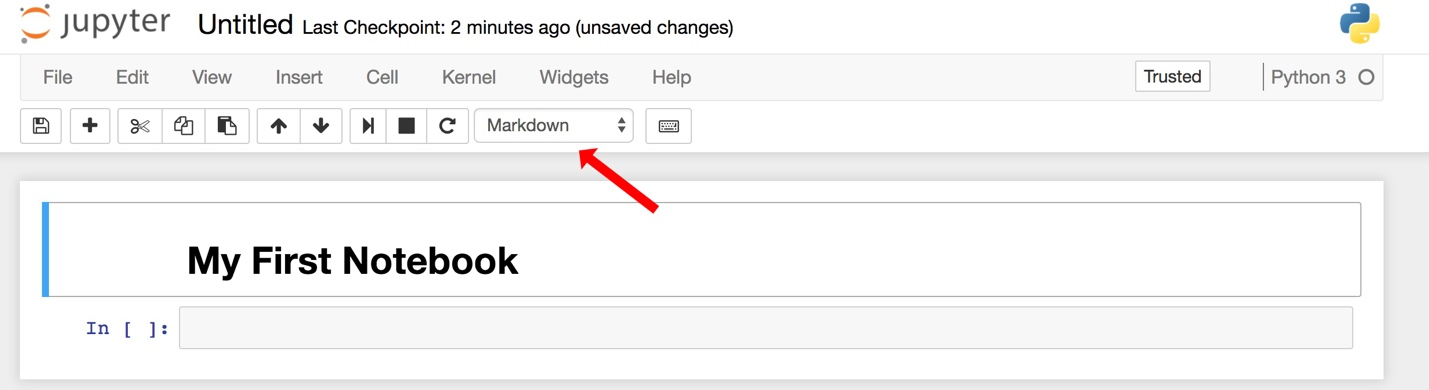 jupyter Untitled Last Checkpoint: 2 minutes ago (unsaved changes)
File Edit View Insert Cell Kernel Widgets Help Trusted Python 3
Markdown
My First Notebook
In [ ]: